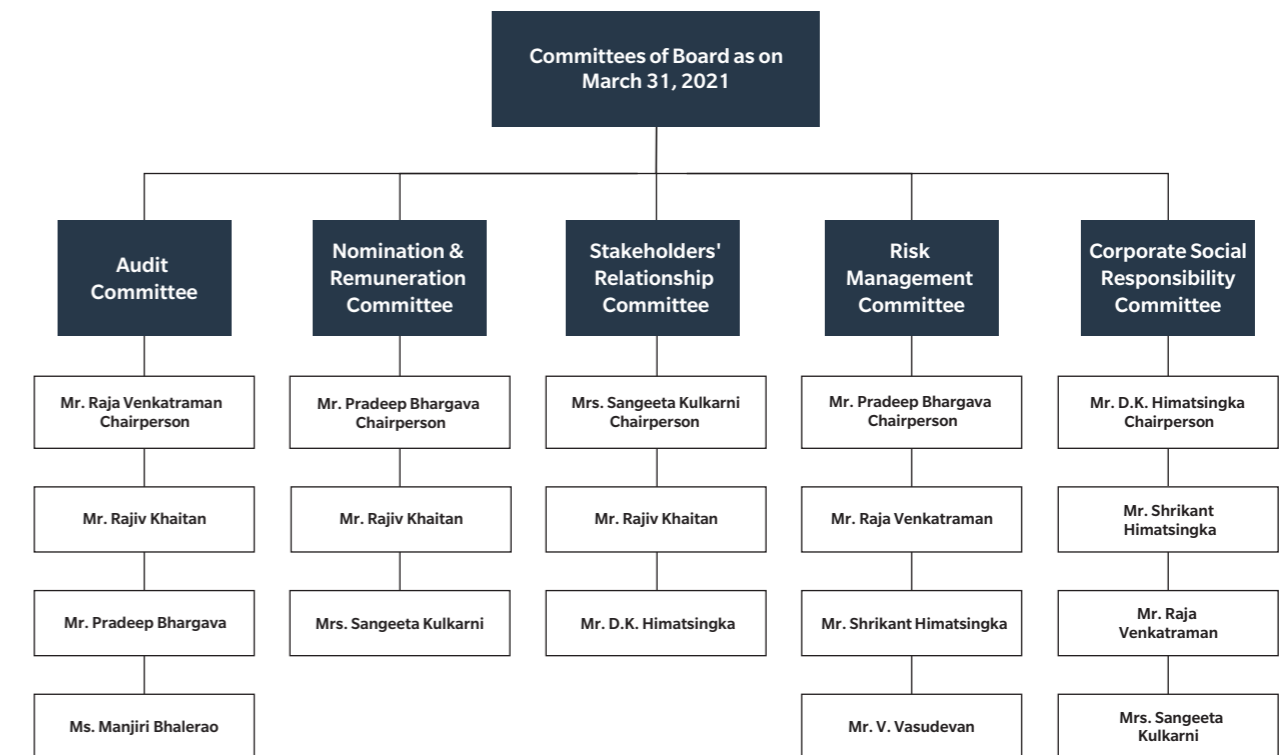 Committees of Board as on
March 31, 2021
Audit
Committee
Nomination &
Remuneration
Committee
Stakeholders'
Relationship
Committee
Risk
Management
Committee
Corporate Social
Responsibility
Committee
Mr. Raja Venkatraman
Chairperson
Mr. Pradeep Bhargava
Chairperson
Mrs. Sangeeta Kulkarni
Chairperson
Mr. Pradeep Bhargava
Chairperson
Mr. D.K. Himatsingka
Chairperson
Mr. Rajiv Khaitan
Mr. Rajiv Khaitan
Mr. Rajiv Khaitan
Mr. Raja Venkatraman
Mr. Shrikant
Himatsingka
Mr. Pradeep Bhargava
Mrs. Sangeeta Kulkarni
Mr. D.K. Himatsingka
Mr. Shrikant Himatsingka
Mr. Raja
Venkatraman
Ms. Manjiri Bhalerao
Mr. V. Vasudevan
Mrs. Sangeeta
Kulkarni